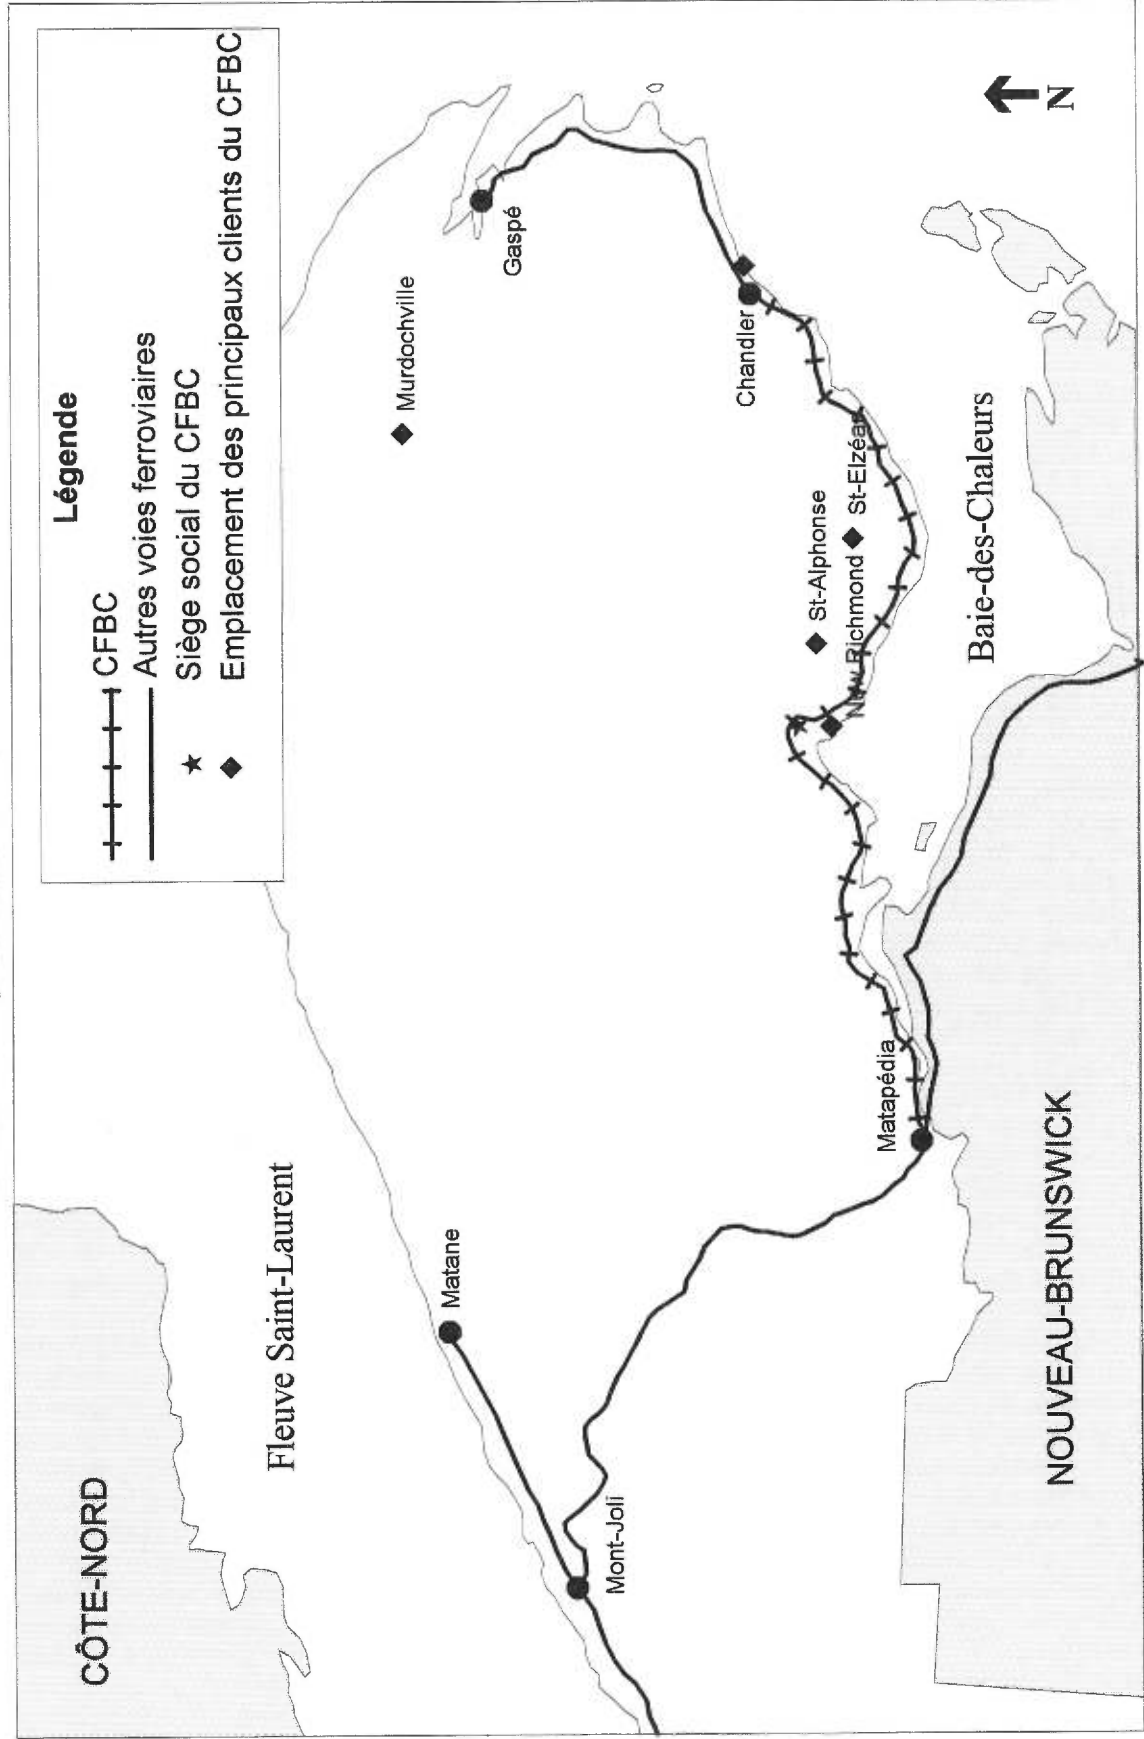 Légende
CFBC
Autres voies ferroviaires
Siège social du CFBC
Emplacement des principaux clients du CFBC
CÔTE-NORD
Fleuve Saint-Laurent
Matane
Mont-Joli
Murdochville
Gaspé
Chandler
St-Alphonse
New Richmond
St-Elzéar
Matapédia
Baie-des-Chaleurs
NOUVEAU-BRUNSWICK
N